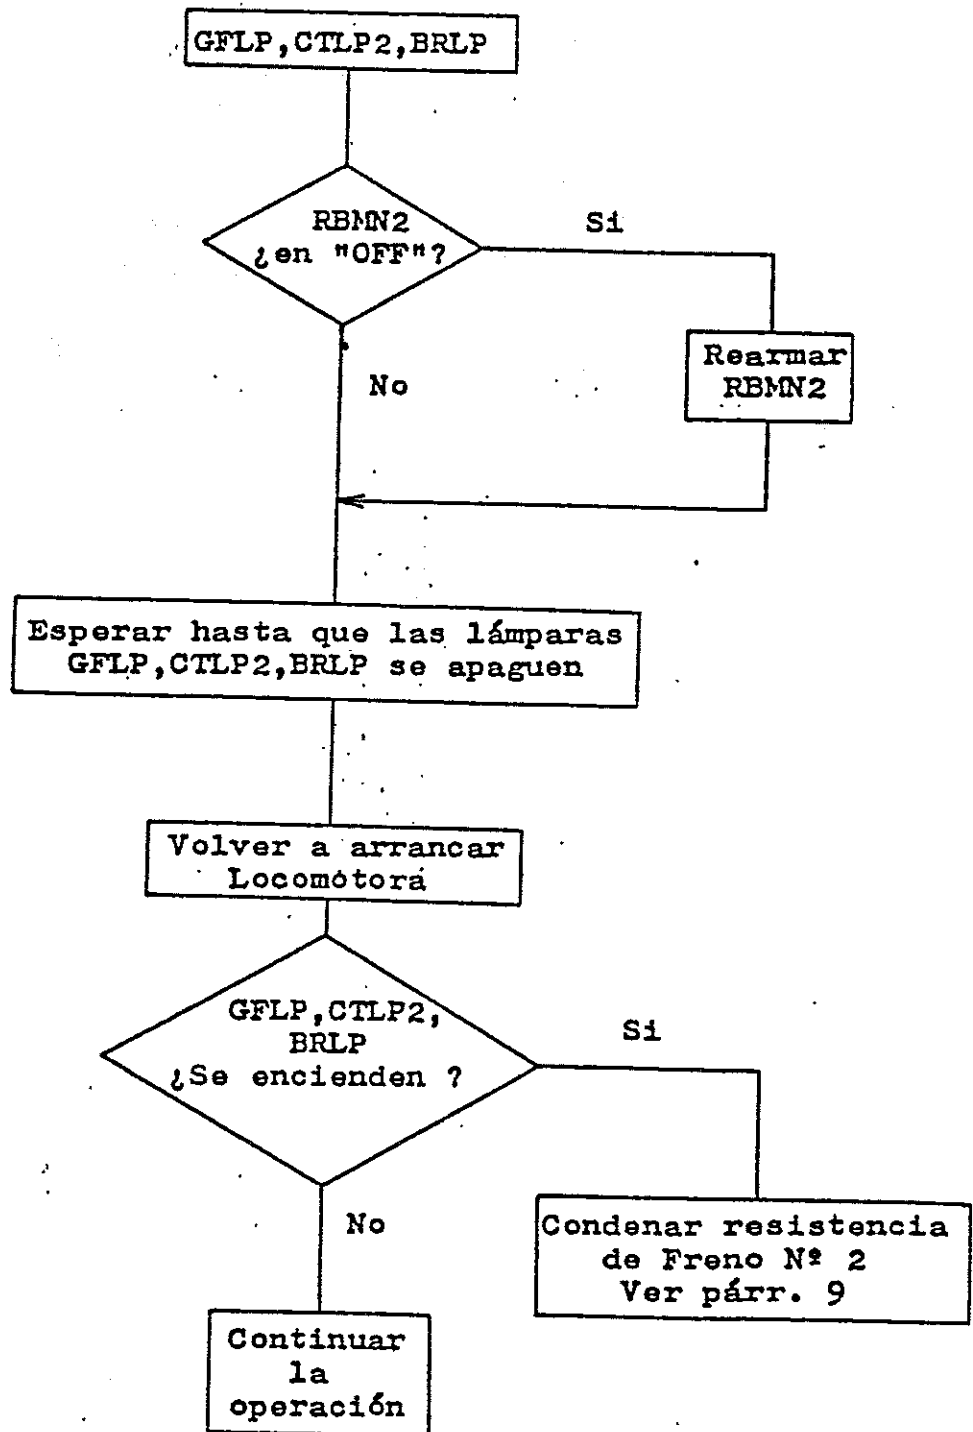 GFLP,CTLP2,BRLP
RBMN2
¿en "OFF"?
Si
Rearmar
RBMN2
No
Esperar hasta que las lámparas
GFLP,CTLP2,BRLP se apaguen
Volver a arrancar
Locomótorá
GFLP,CTLP2,
BRLP
¿Se encienden ?
Si
No
Condenar resistencia
de Freno Nº 2
Ver párr. 9
Continuar
la
operación